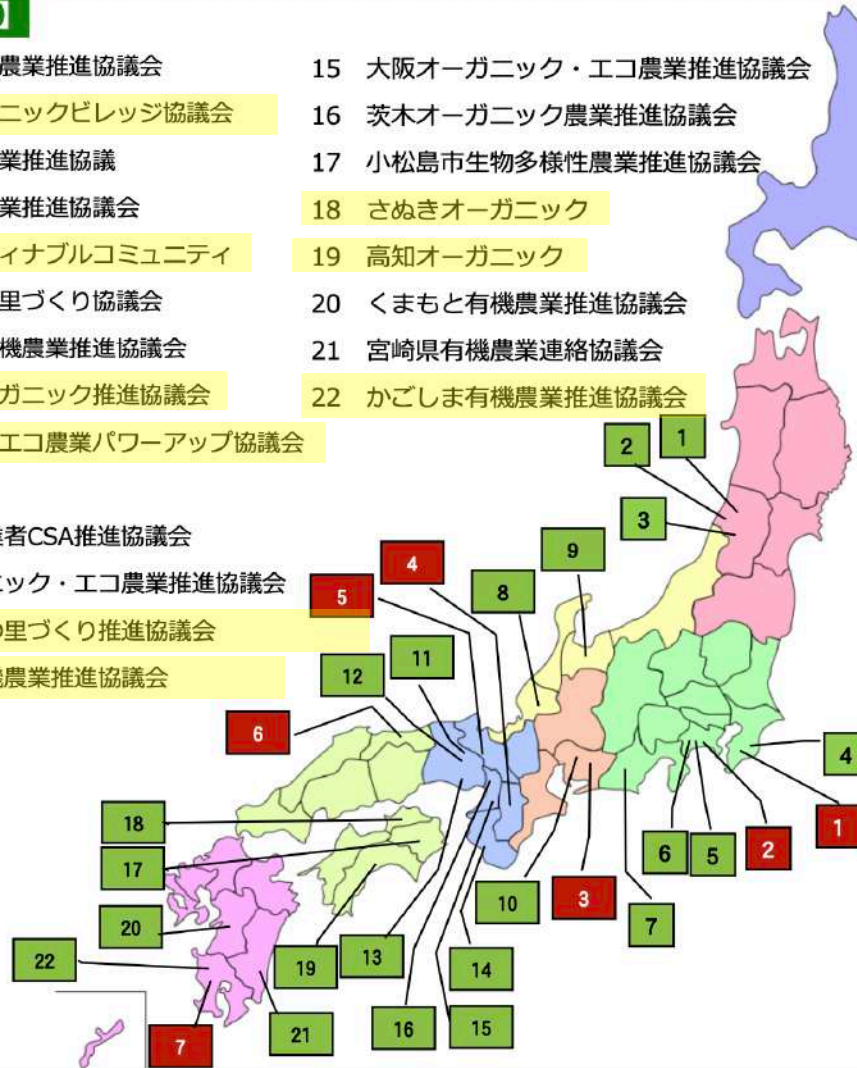 】
農業推進協議会
ニックビレッジ協議会
業推進協議
業推進協議会
ィナブルコミュニティ
里づくり協議会
機農業推進協議会
ガニック推進協議会
エコ農業パワーアップ協議会
者CSA推進協議会
ニック・エコ農業推進協議会
の里づくり推進協議会
農業推進協議会
15 大阪オーガニック・エコ農業推進協議会
16 茨木オーガニック農業推進協議会
17 小松島市生物多様性農業推進協議会
18 さぬきオーガニック
19 高知オーガニック
20 くまもと有機農業推進協議会
21 宮崎県有機農業連絡協議会
22 かごしま有機農業推進協議会
1
2
3
9
4
5
8
11
12
6
4
18
1
17
6
5
2
10
3
7
20
22
19
13
14
21
16
15
7